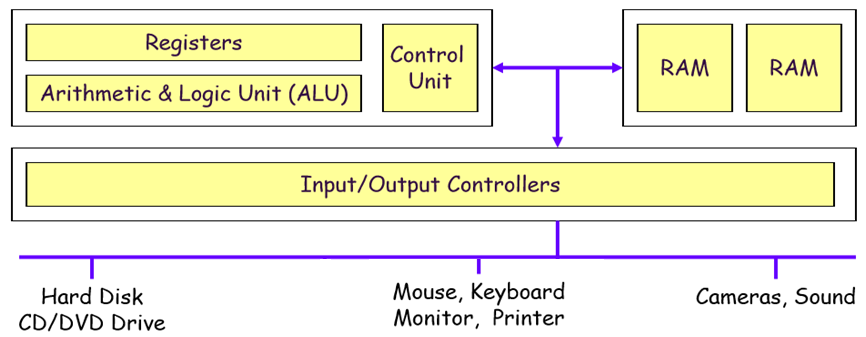 Registers
Arithmetic & Logic Unit (ALU)
Control
Unit
RAM
RAM
Input/Output Controllers
Hard Disk
CD/DVD Drive
Mouse, Keyboard
Monitor, Printer
Cameras, Sound